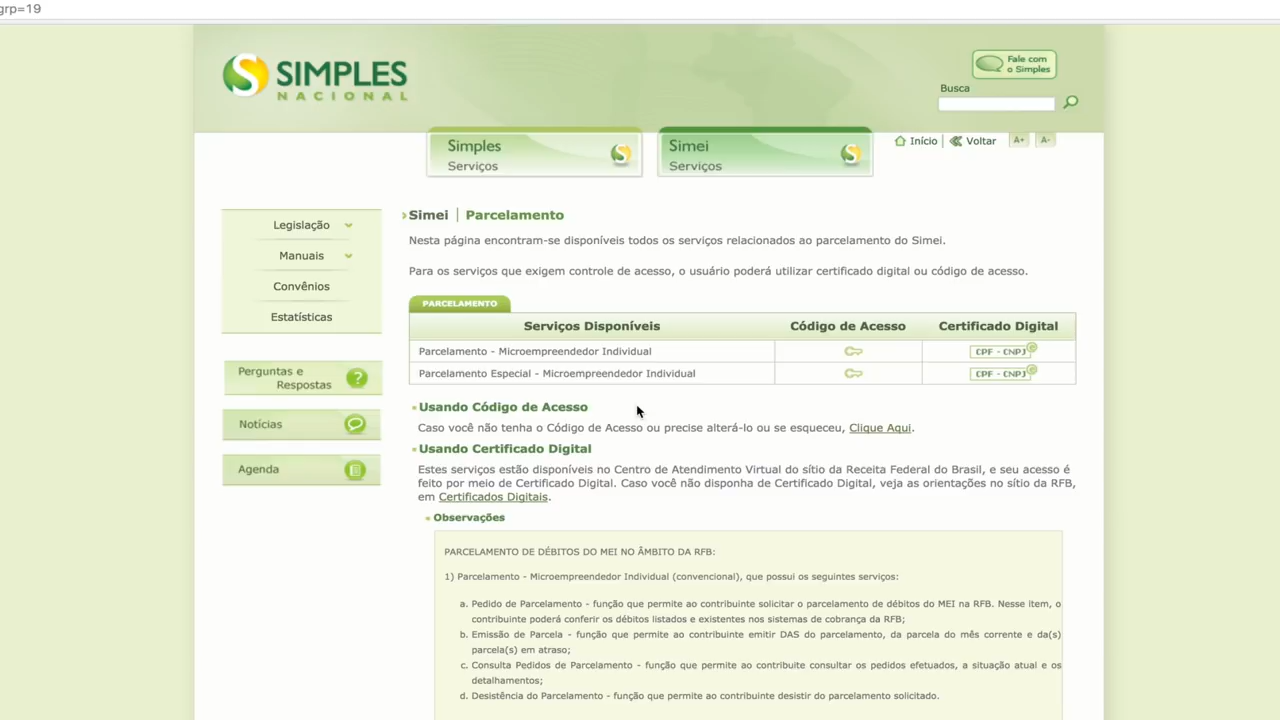 grp=19
SIMPLES
NACIONAL
Fale com
o Simples
Busca
Simples
Serviços
Simei
Serviços
Início
Voltar
A+
A-
Legislação
Manuais
Convênios
Estatísticas
Perguntas e
Respostas
?
Notícias
Agenda
Simei | Parcelamento
Nesta página encontram-se disponíveis todos os serviços relacionados ao parcelamento do Simei.
Para os serviços que exigem controle de acesso, o usuário poderá utilizar certificado digital ou código de acesso.
PARCELAMENTO
Serviços Disponíveis Código de Acesso Certificado Digital
Parcelamento - Microempreendedor Individual CPF - CNPJ
Parcelamento Especial - Microempreendedor Individual CPF - CNPJ
Usando Código de Acesso
Caso você não tenha o Código de Acesso ou precise alterá-lo ou se esqueceu, Clique Aqui.
Usando Certificado Digital
Estes serviços estão disponíveis no Centro de Atendimento Virtual do sítio da Receita Federal do Brasil, e seu acesso é
feito por meio de Certificado Digital. Caso você não disponha de Certificado Digital, veja as orientações no sítio da RFB,
em Certificados Digitais.
Observações
PARCELAMENTO DE DÉBITOS DO MEI NO ÂMBITO DA RFB:
1) Parcelamento - Microempreendedor Individual (convencional), que possui os seguintes serviços:
a. Pedido de Parcelamento - função que permite ao contribuinte solicitar o parcelamento de débitos do MEI na RFB. Nesse item, o
contribuinte poderá conferir os débitos listados e existentes nos sistemas de cobrança da RFB;
b. Emissão de Parcela - função que permite ao contribuinte emitir DAS do parcelamento, da parcela do mês corrente e da(s)
parcela(s) em atraso;
c. Consulta Pedidos de Parcelamento - função que permite ao contribuite consultar os pedidos efetuados, a situação atual e os
detalhamentos;
d. Desistência do Parcelamento - função que permite ao contribuinte desistir do parcelamento solicitado.